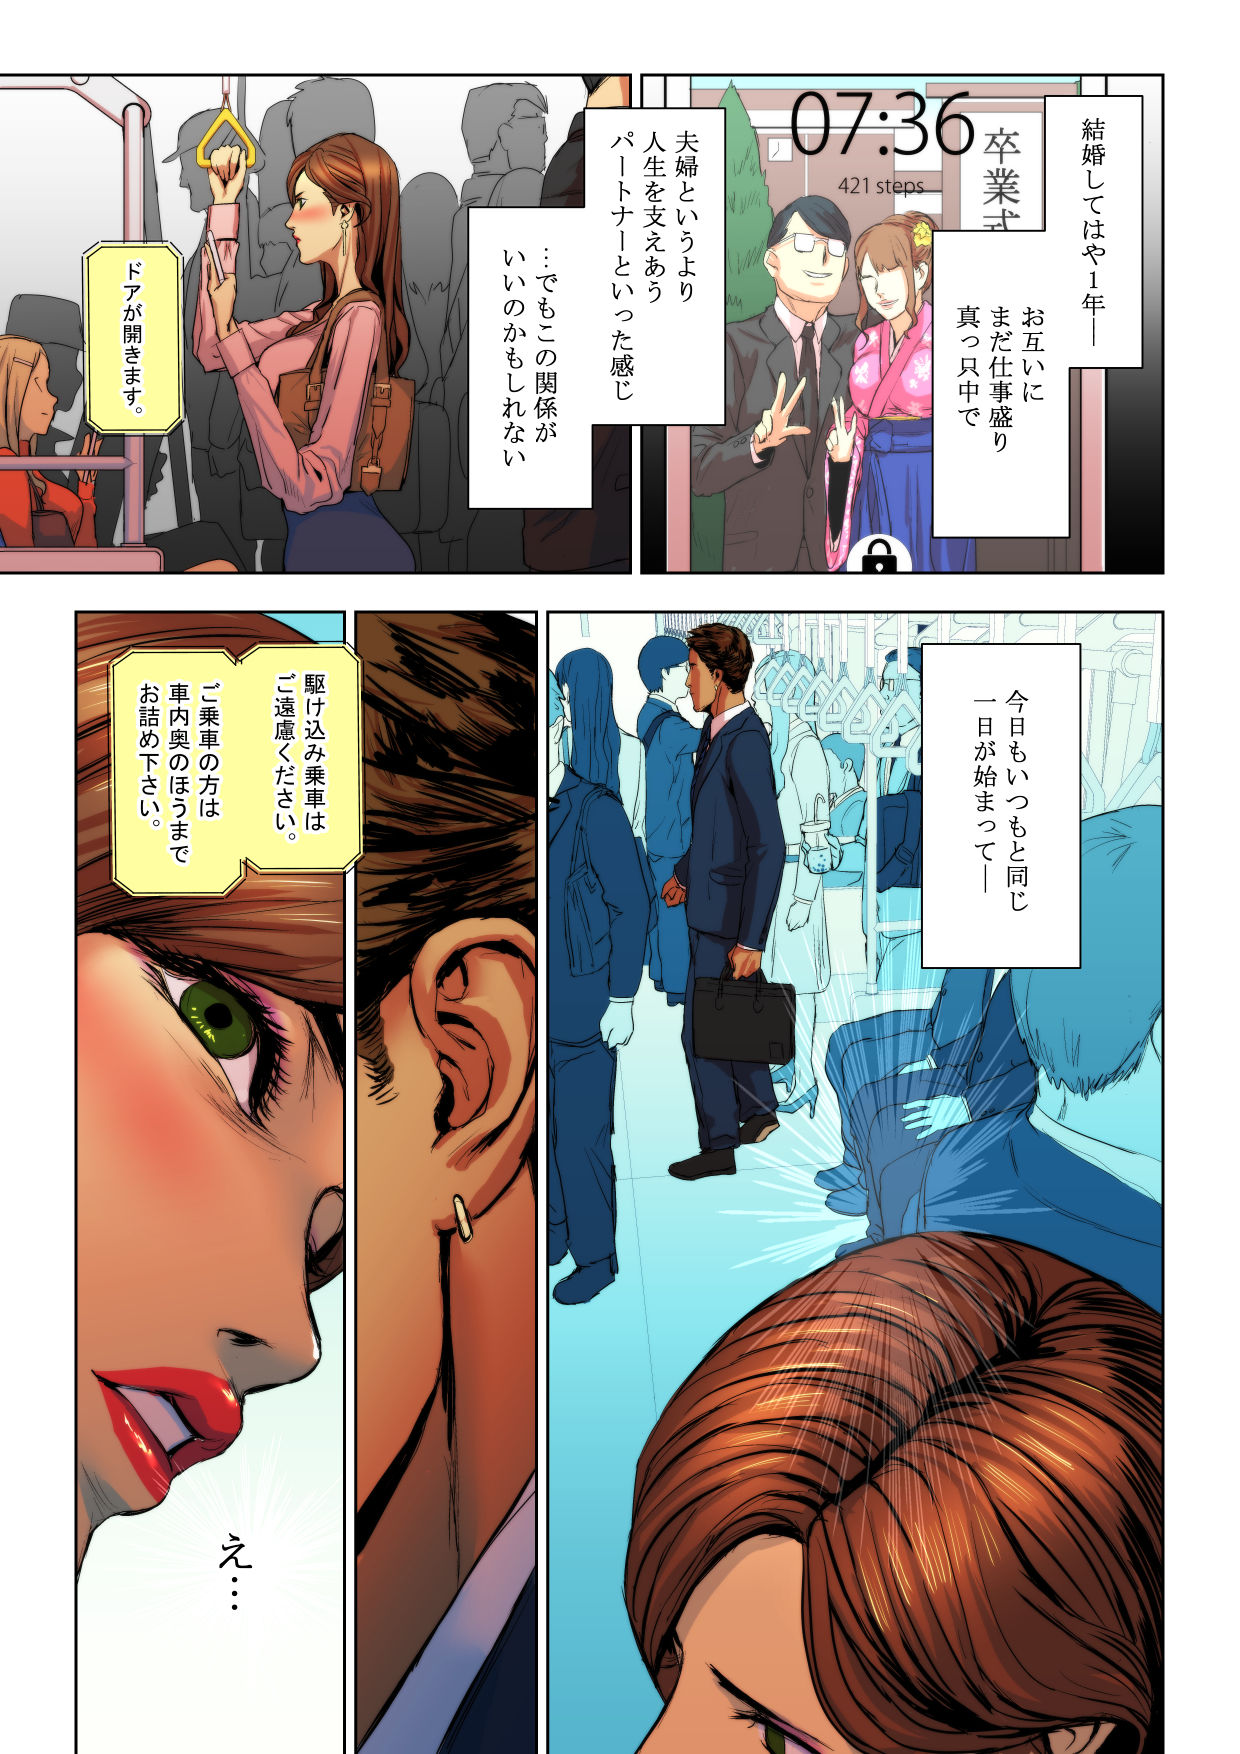 07:36
421 steps
卒業式
結婚してはや1年―
お互いに
まだ仕事盛り
真っ只中で
夫婦というより
人生を支えあう
パートナーといった感じ
…でもこの関係が
いいのかもしれない
ドアが開きます。
今日もいつもと同じ
一日が始まって―
駆け込み乗車は
ご遠慮ください。
ご乗車の方は
車内奥のほうまで
お詰め下さい。
え…